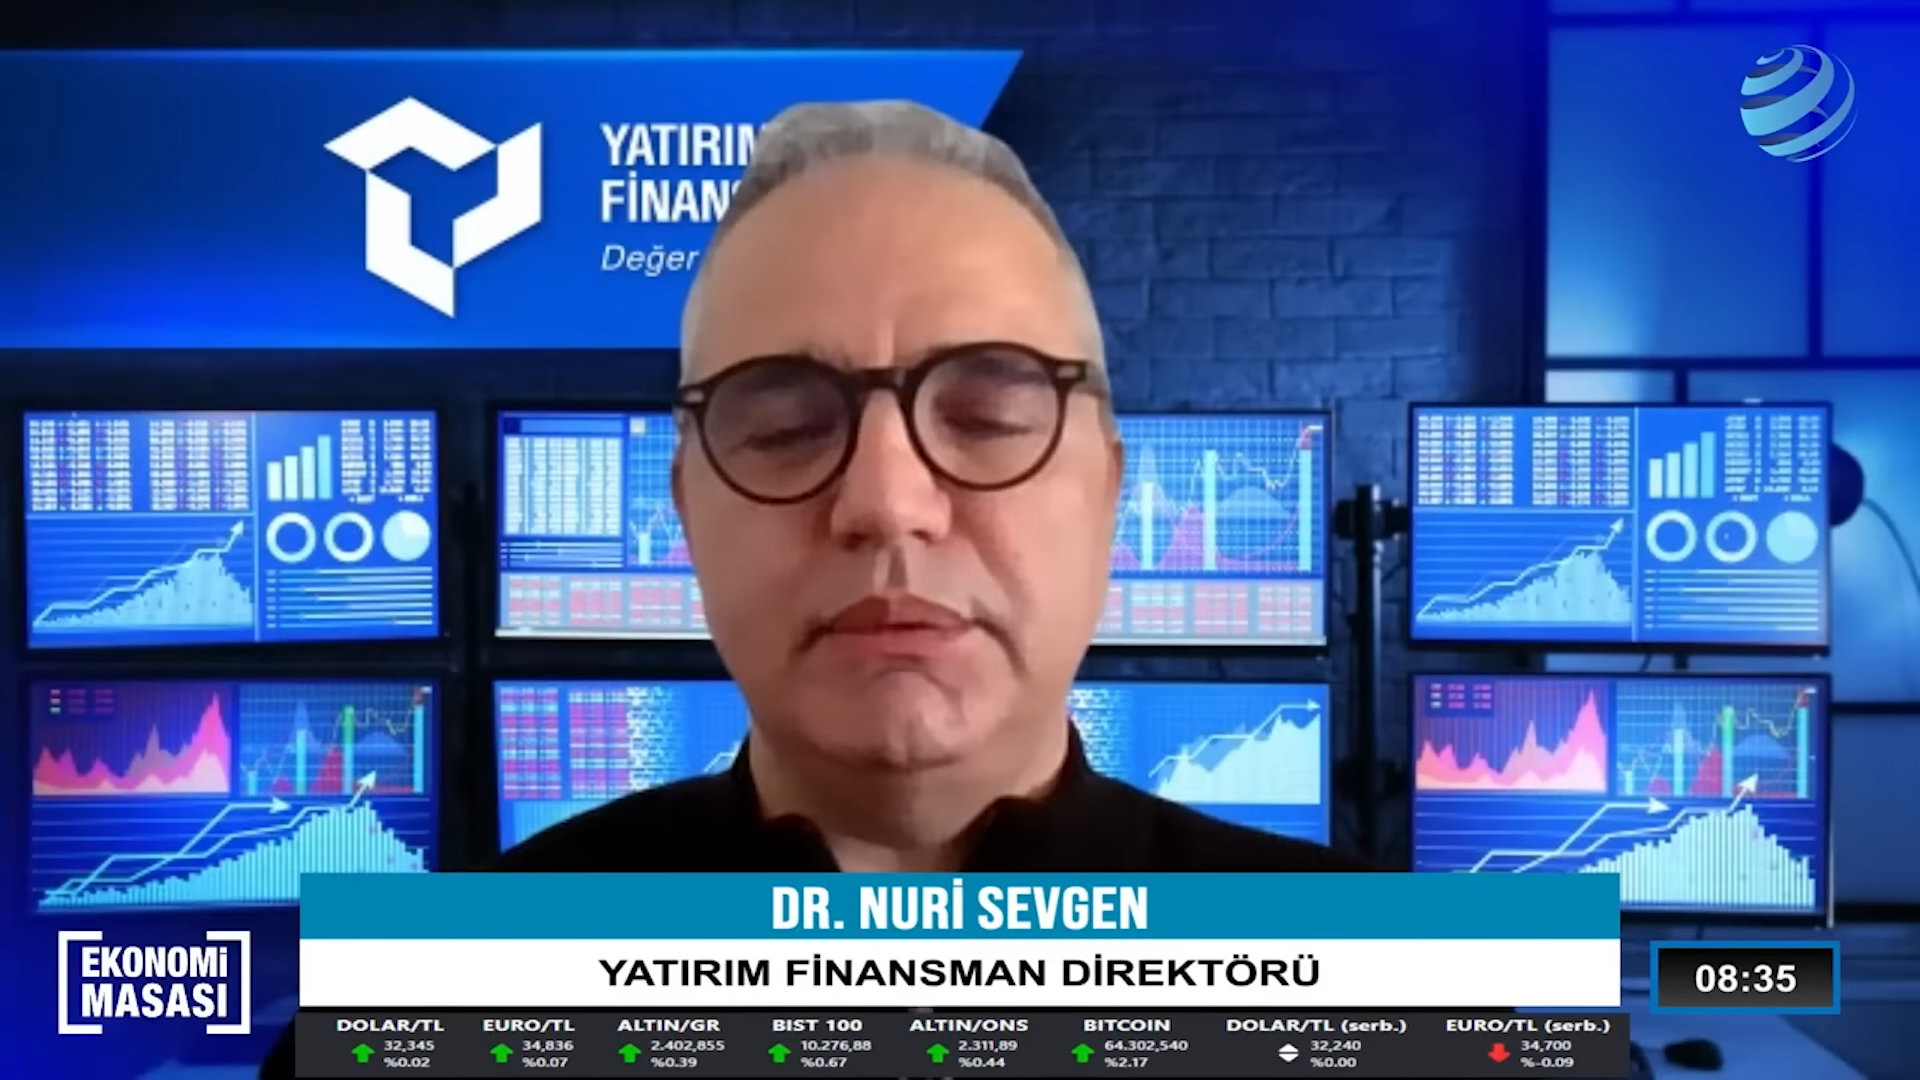 YATIRIM
FİNANS
Değer
DR. NURİ SEVGEN
YATIRIM FİNANSMAN DİREKTÖRÜ
EKONOMİ
MASASI
08:35
DOLAR/TL EURO/TL ALTIN/GR BIST 100 ALTIN/ONS BITCOIN DOLAR/TL (serb.) EURO/TL (serb.)
32,345 34,836 2.402,855 10.276,88 2.311,89 64.302,540 32,240 34,700
%0.02 %0.07 %0.39 %0.67 %0.44 %2.17 %0.00 %-0.09